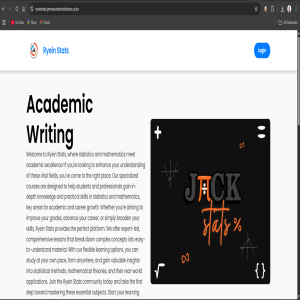 Ryein Stats
Login
Academic
Writing
Welcome to Ryein Stats, where statistics and mathematics meet
academic excellence! If you're looking to enhance your understanding
of these vital fields, you've come to the right place. Our specialized
courses are designed to help students and professionals gain in-
depth knowledge and practical skills in statistics and mathematics,
key areas for academic and career growth. Whether you're aiming to
improve your grades, advance your career, or simply broaden your
skills, Ryein Stats provides the perfect platform. We offer expert-led,
comprehensive lessons that break down complex concepts into easy-
to-understand material. With our flexible learning options, you can
study at your own pace, from anywhere, and gain valuable insights
into statistical methods, mathematical theories, and their real-world
applications. Join the Ryein Stats community today and take the first
step toward mastering these essential subjects. Start your learning
+ =
JπCK
÷
stats %
√ { }